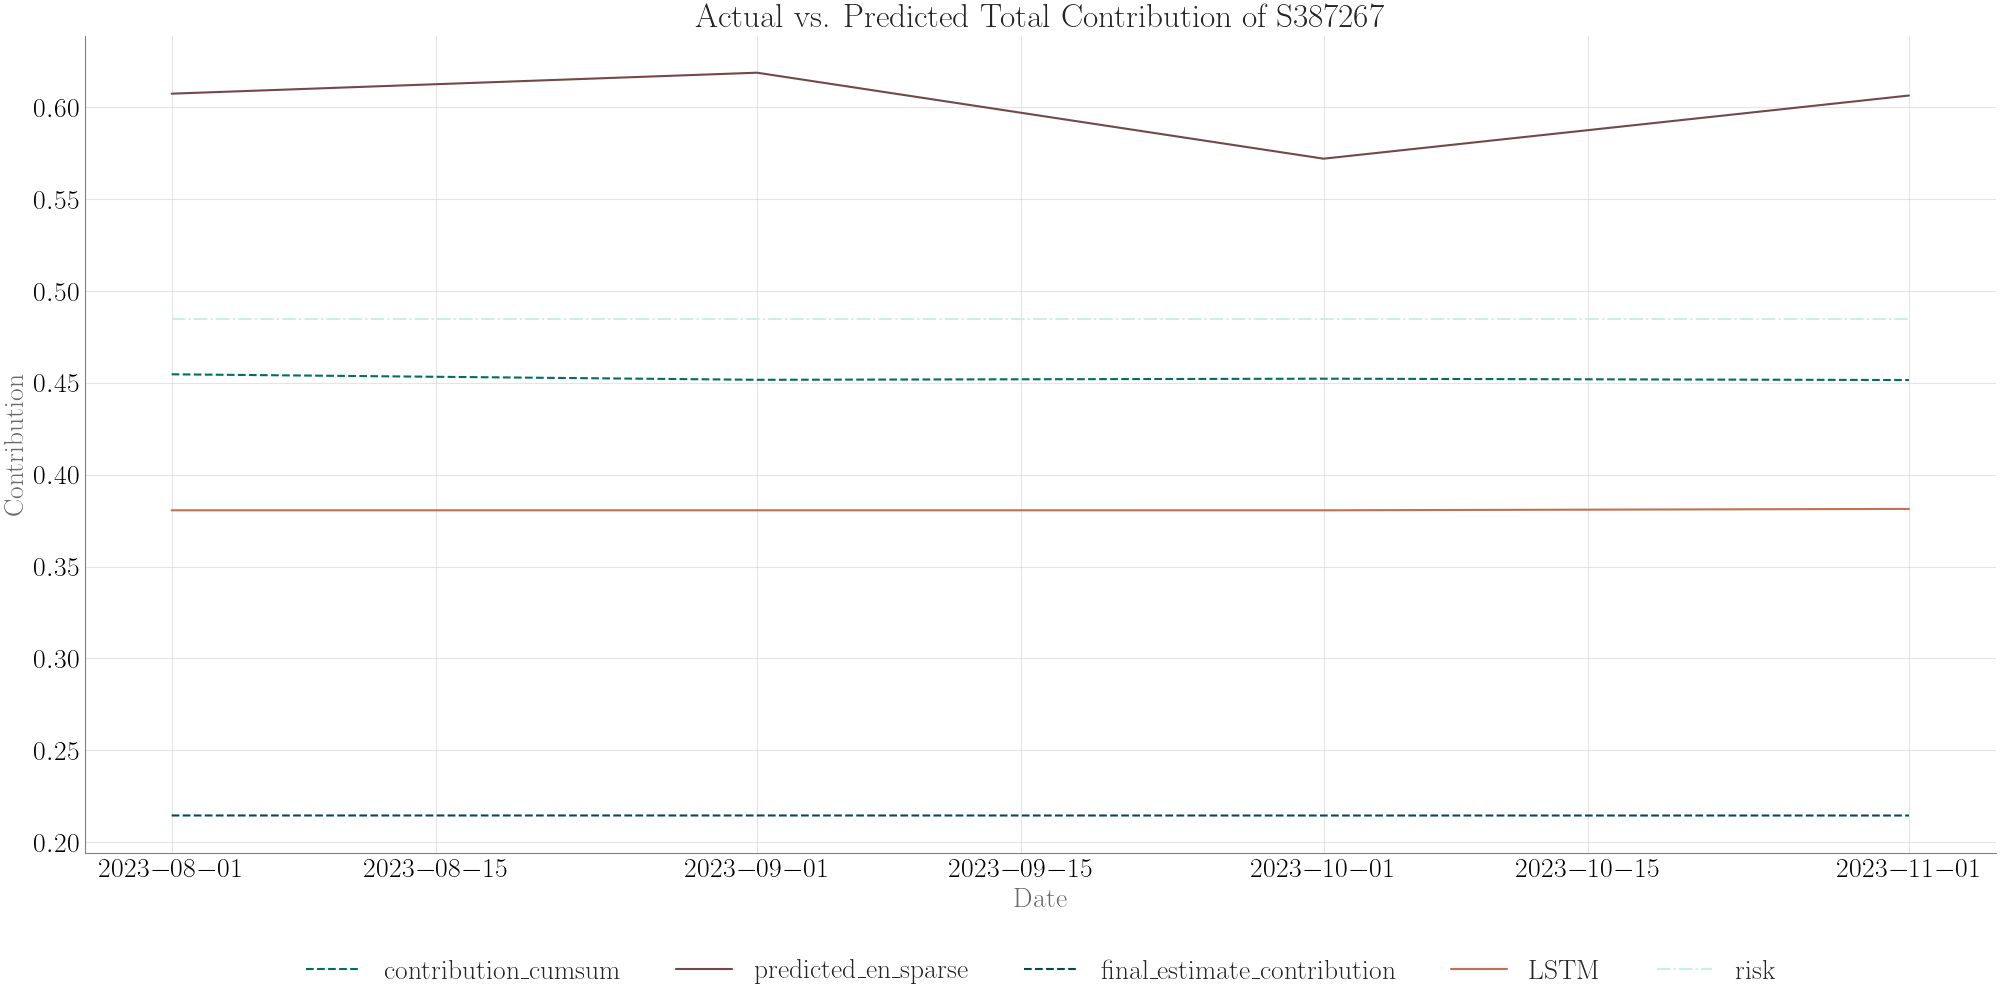 Actual vs. Predicted Total Contribution of S387267
Contribution
0.60
0.55
0.50
0.45
0.40
0.35
0.30
0.25
0.20
2023−08−01 2023−08−15 2023−09−01 2023−09−15 2023−10−01 2023−10−15 2023−11−01
Date
contribution_cumsum predicted_en_sparse final_estimate_contribution LSTM risk